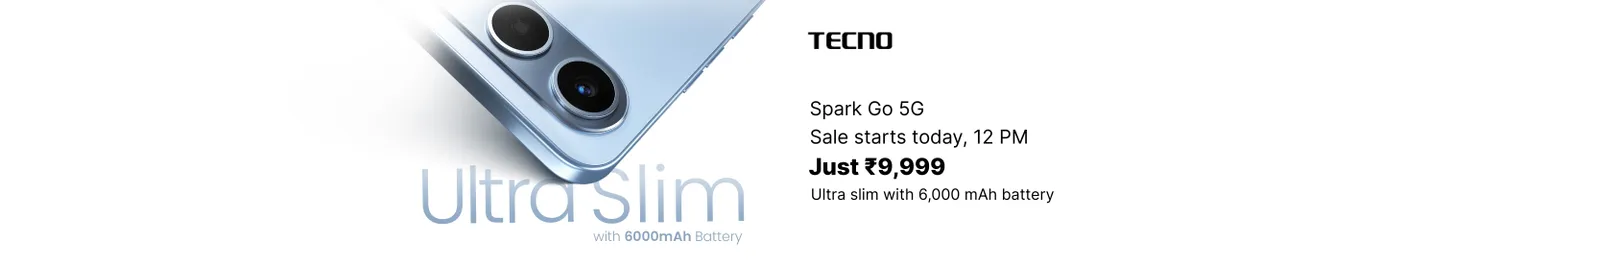 Ultra Slim
with 6000mAh Battery
TECNO
Spark Go 5G
Sale starts today, 12 PM
Just ₹9,999
Ultra slim with 6,000 mAh battery